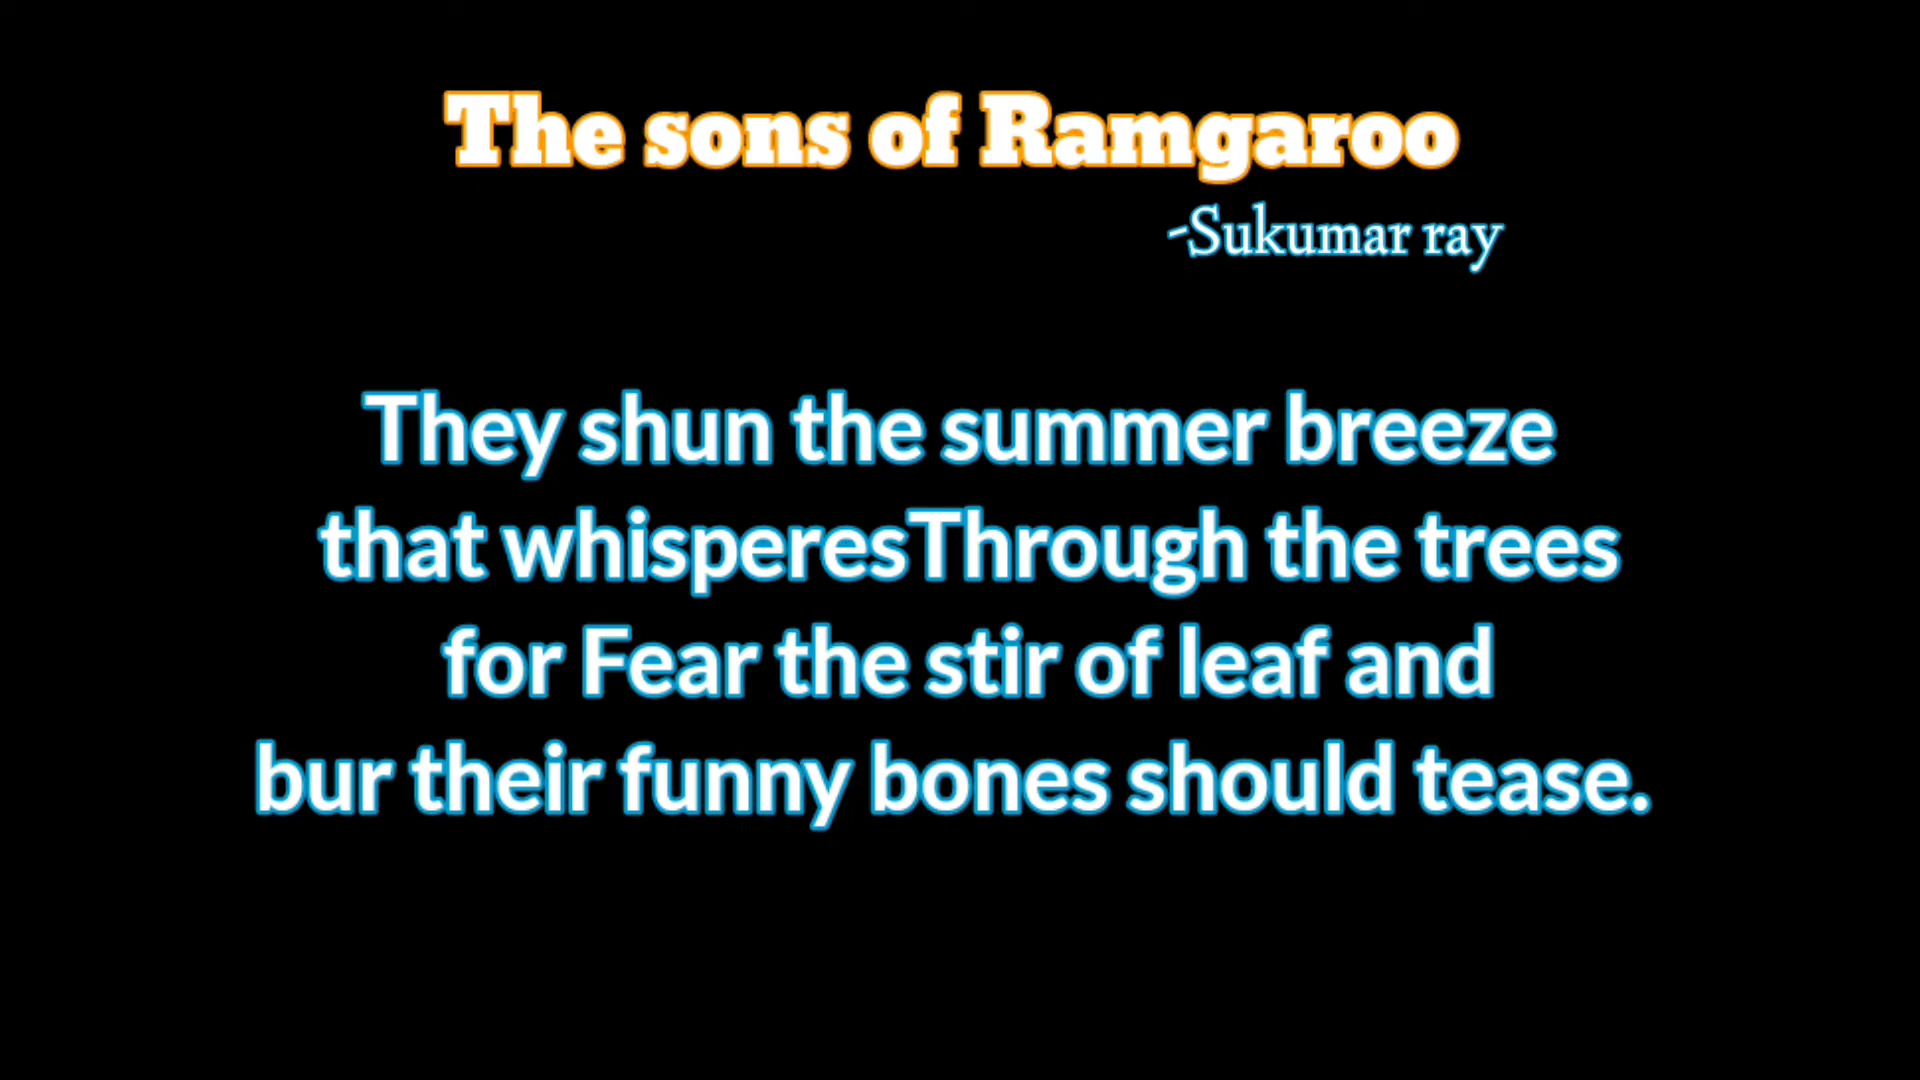 The sons of Ramgaroo
-Sukumar ray
They shun the summer breeze
that whisperesThrough the trees
for Fear the stir of leaf and
bur their funny bones should tease.